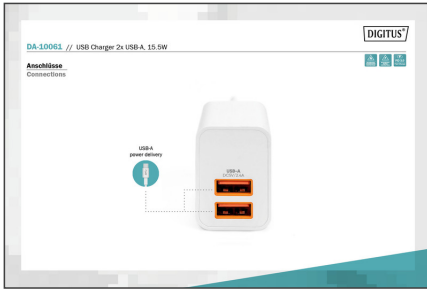 DIGITUS®
DA-10061 // USB Charger 2x USB-A, 15.5W
Anschlüsse
Connections
USB-A
power delivery
USB-A